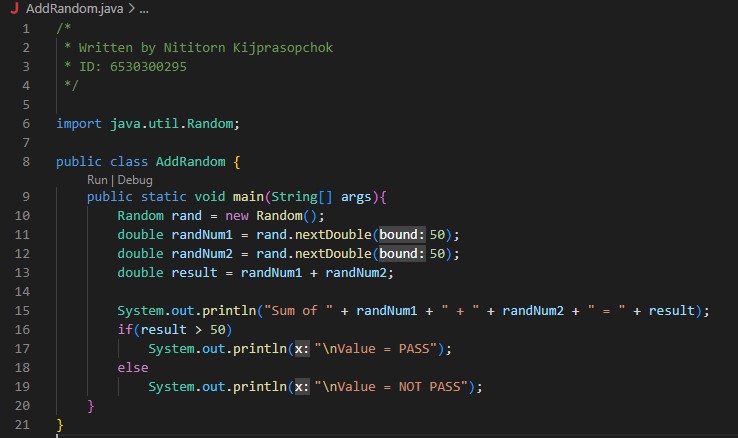 J AddRandom.java > ...
1 /*
2  * Written by Nititorn Kijprasopchok
3  * ID: 6530300295
4  */
5
6 import java.util.Random;
7
8 public class AddRandom {
Run | Debug
9     public static void main(String[] args){
10         Random rand = new Random();
11         double randNum1 = rand.nextDouble(bound: 50);
12         double randNum2 = rand.nextDouble(bound: 50);
13         double result = randNum1 + randNum2;
14
15         System.out.println("Sum of " + randNum1 + " + " + randNum2 + " = " + result);
16         if(result > 50)
17             System.out.println(x: "\nValue = PASS");
18         else
19             System.out.println(x: "\nValue = NOT PASS");
20     }
21 }